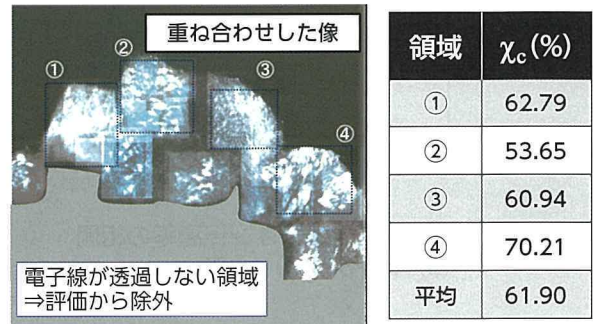 重ね合わせした像
①
②
③
④
電子線が透過しない領域
⇒評価から除外
領域 χc(%)
① 62.79
② 53.65
③ 60.94
④ 70.21
平均 61.90